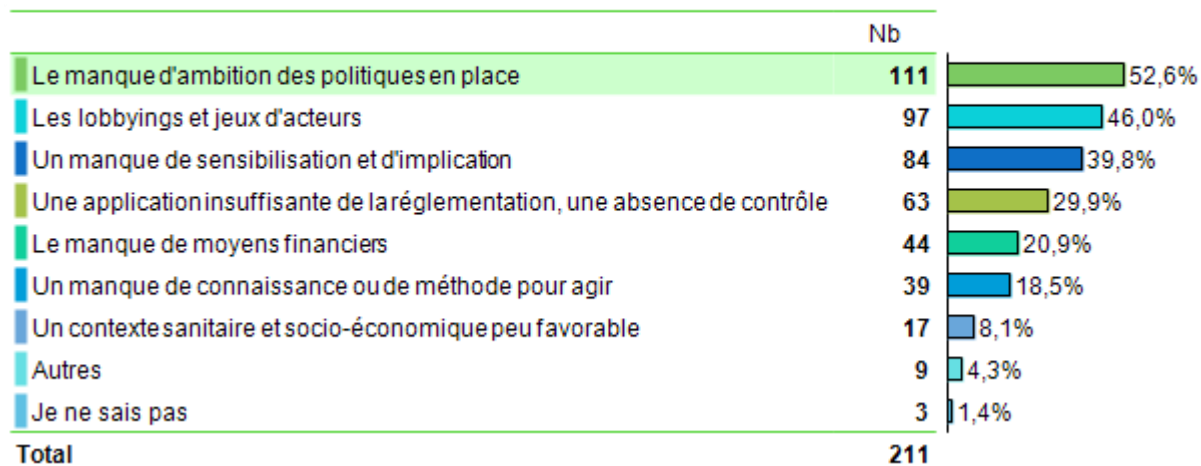 Nb
Le manque d'ambition des politiques en place 111 52,6%
Les lobbyings et jeux d'acteurs 97 46,0%
Un manque de sensibilisation et d'implication 84 39,8%
Une application insuffisante de la réglementation, une absence de contrôle 63 29,9%
Le manque de moyens financiers 44 20,9%
Un manque de connaissance ou de méthode pour agir 39 18,5%
Un contexte sanitaire et socio-économique peu favorable 17 8,1%
Autres 9 4,3%
Je ne sais pas 3 1,4%
Total 211